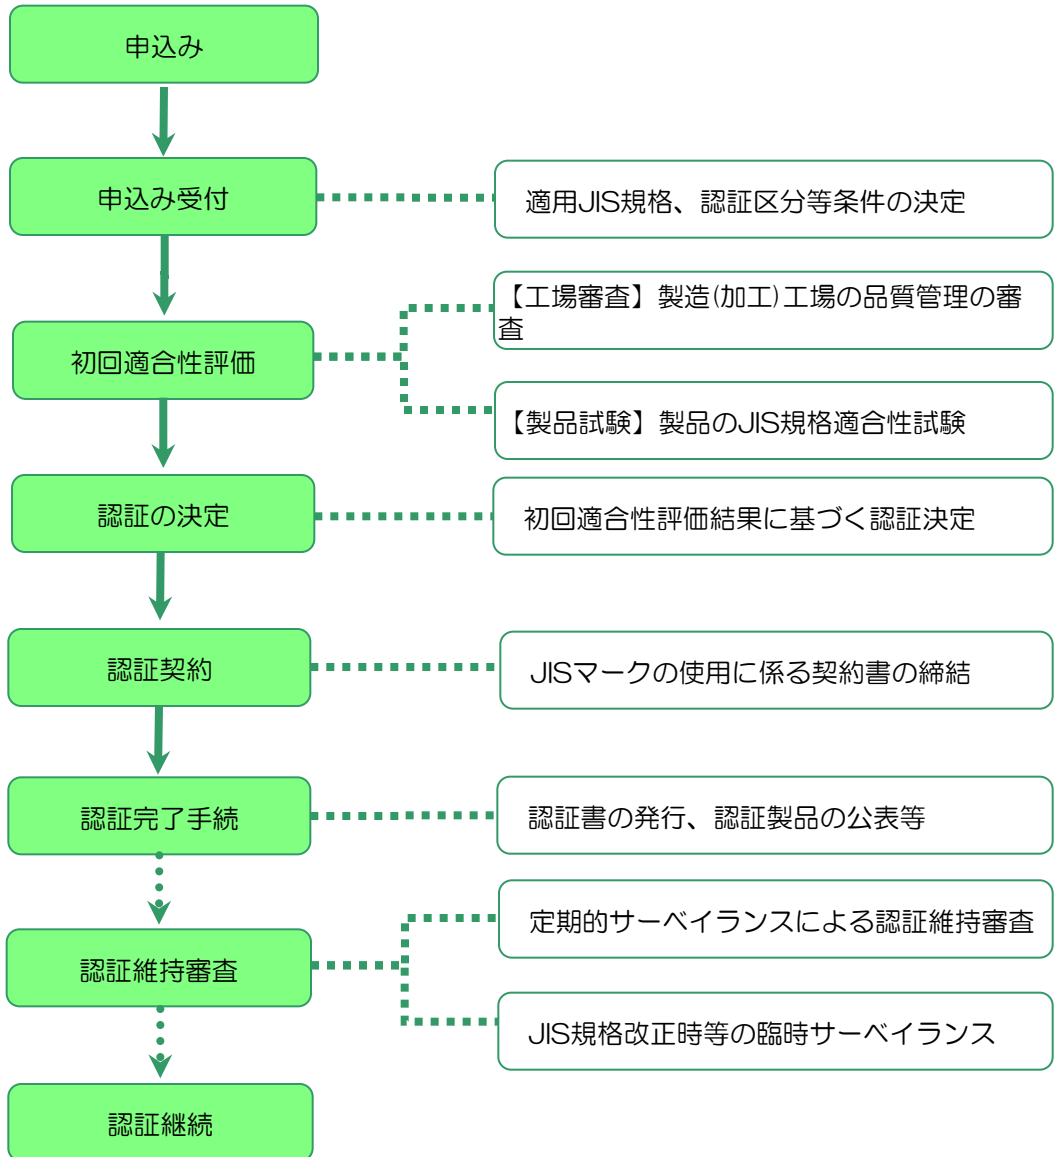 申込み
申込み受付
適用JIS規格、認証区分等条件の決定
【工場審査】製造(加工)工場の品質管理の審
査
初回適合性評価
【製品試験】製品のJIS規格適合性試験
認証の決定
初回適合性評価結果に基づく認証決定
認証契約
JISマークの使用に係る契約書の締結
認証完了手続
認証書の発行、認証製品の公表等
定期的サーベイランスによる認証維持審査
認証維持審査
JIS規格改正時等の臨時サーベイランス
認証継続